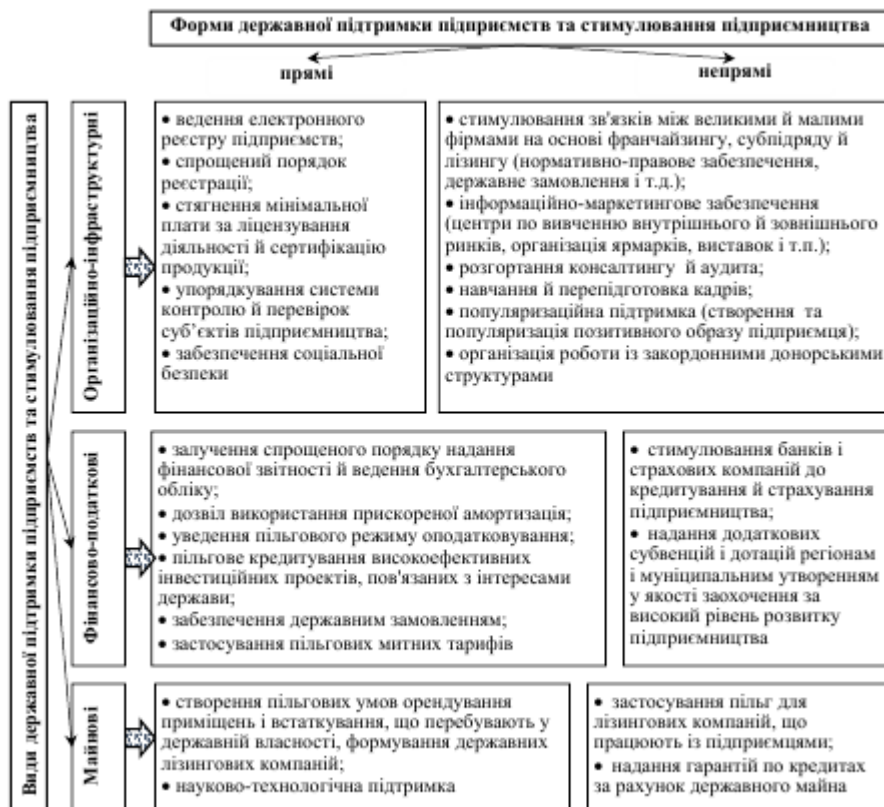 Форми державної підтримки підприємств та стимулювання підприємництва
прямі
непрямі
Види державної підтримки підприємств та стимулювання підприємництва
Організаційно-інфраструктурні
• ведення електронного
реєстру підприємств;
• спрощений порядок
реєстрації;
• стягнення мінімальної
плати за ліцензування
діяльності й сертифікацію
продукції;
• упорядкування системи
контролю й перевірок
суб’єктів підприємництва;
• забезпечення соціальної
безпеки
• стимулювання зв'язків між великими й малими
фірмами на основі франчайзингу, субпідряду й
лізингу (нормативно-правове забезпечення,
державне замовлення і т.д.);
• інформаційно-маркетингове забезпечення
(центри по вивченню внутрішнього й зовнішнього
ринків, організація ярмарків, виставок і т.п.);
• розгортання консалтингу й аудита;
• навчання й перепідготовка кадрів;
• популяризаційна підтримка (створення та
популяризація позитивного образу підприємця);
• організація роботи із закордонними донорськими
структурами
Фінансово-податкові
• залучення спрощеного порядку надання
фінансової звітності й ведення бухгалтерського
обліку;
• дозвіл використання прискореної амортизація;
• уведення пільгового режиму оподатковування;
• пільгове кредитування високоефективних
інвестиційних проектів, пов'язаних з інтересами
держави;
• забезпечення державним замовленням;
• застосування пільгових митних тарифів
• стимулювання банків і
страхових компаній до
кредитування й страхування
підприємництва;
• надання додаткових
субвенцій і дотацій регіонам
і муніципальним утворенням
у якості заохочення за
високий рівень розвитку
підприємництва
Майнові
• створення пільгових умов орендування
приміщень і встаткування, що перебувають у
державній власності, формування державних
лізингових компаній;
• науково-технологічна підтримка
• застосування пільг для
лізингових компаній, що
працюють із підприємцями;
• надання гарантій по кредитах
за рахунок державного майна